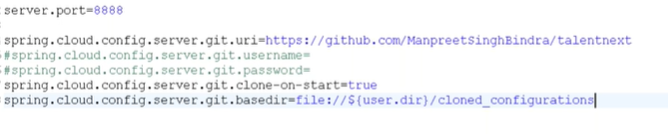 server.port=8888
spring.cloud.config.server.git.uri=https://github.com/ManpreetSinghBindra/talentnext
#spring.cloud.config.server.git.username=
#spring.cloud.config.server.git.password=
spring.cloud.config.server.git.clone-on-start=true
spring.cloud.config.server.git.basedir=file://${user.dir}/cloned_configurations